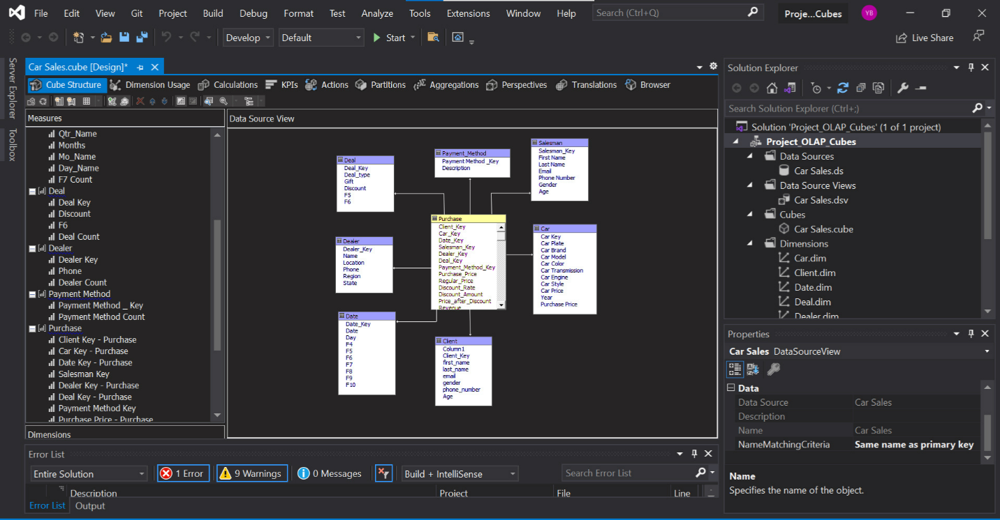 File Edit View Git Project Build Debug Format Test Analyze Tools Extensions Window Help Search (Ctrl+Q) Proje...Cubes YB
Develop Default Start Live Share
Server Explorer
Toolbox
Car Sales.cube [Design]*
Cube Structure Dimension Usage Calculations KPIs Actions Partitions Aggregations Perspectives Translations Browser
Measures
Qtr_Name
Months
Mo_Name
Day_Name
F7 Count
Deal
Deal Key
Discount
F6
Deal Count
Dealer
Dealer Key
Phone
Dealer Count
Payment Method
Payment Method _ Key
Payment Method Count
Purchase
Client Key - Purchase
Car Key - Purchase
Date Key - Purchase
Salesman Key
Dealer Key - Purchase
Deal Key - Purchase
Payment Method Key
Purchase Price - Purchase
Dimensions
Data Source View
Deal
Deal_Key
Deal_type
Gift
Discount
F5
F6
Payment_Method
Payment Method _Key
Description
Salesman
Salesman_Key
First Name
Last Name
Email
Phone Number
Gender
Age
Purchase
Client_Key
Car_Key
Date_Key
Salesman_Key
Dealer_Key
Deal_Key
Payment_Method_Key
Purchase_Price
Regular_Price
Discount_Rate
Discount_Amount
Price_after_Discount
Revenue
Dealer
Dealer_Key
Name
Location
Phone
Region
State
Car
Car Key
Car Plate
Car Brand
Car Model
Car Color
Car Transmission
Car Engine
Car Style
Car Price
Year
Purchase Price
Date
Date_Key
Date
Day
F4
F5
F6
F7
F8
F9
F10
Client
Column1
Client_Key
first_name
last_name
email
gender
phone_number
Age
Solution Explorer
Search Solution Explorer (Ctrl+;)
Solution 'Project_OLAP_Cubes' (1 of 1 project)
Project_OLAP_Cubes
Data Sources
Car Sales.ds
Data Source Views
Car Sales.dsv
Cubes
Car Sales.cube
Dimensions
Car.dim
Client.dim
Date.dim
Deal.dim
Dealer.dim
Properties
Car Sales DataSourceView
Data
Data Source Car Sales
Description
Name Car Sales
NameMatchingCriteria Same name as primary key
Name
Specifies the name of the object.
Error List
Entire Solution 1 Error 9 Warnings 0 Messages Build + IntelliSense Search Error List
Description Project File Line
Error List Output